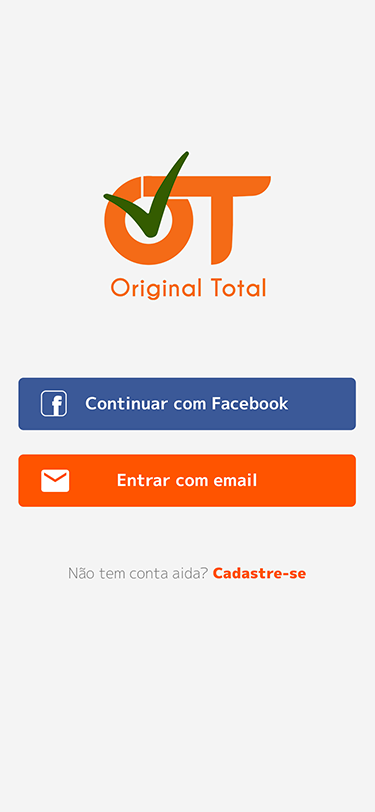 OT
Original Total
Continuar com Facebook
Entrar com email
Não tem conta aida? Cadastre-se